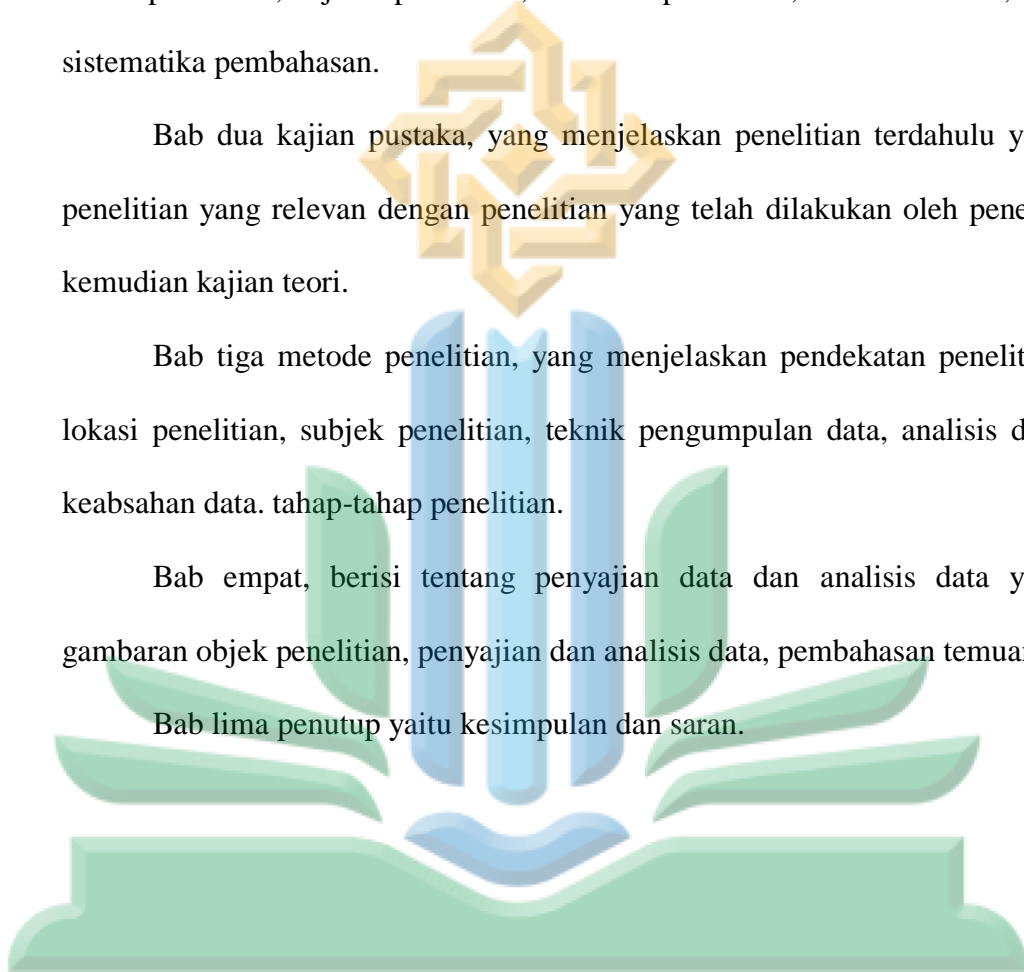 sistematika pembahasan.
Bab dua kajian pustaka, yang menjelaskan penelitian terdahulu
penelitian yang relevan dengan penelitian yang telah dilakukan oleh
kemudian kajian teori.
Bab tiga metode penelitian, yang menjelaskan pendekatan
lokasi penelitian, subjek penelitian, teknik pengumpulan data, analisis
keabsahan data. tahap-tahap penelitian.
Bab empat, berisi tentang penyajian data dan analisis data
gambaran objek penelitian, penyajian dan analisis data, pembahasan temuan
Bab lima penutup yaitu kesimpulan dan saran.